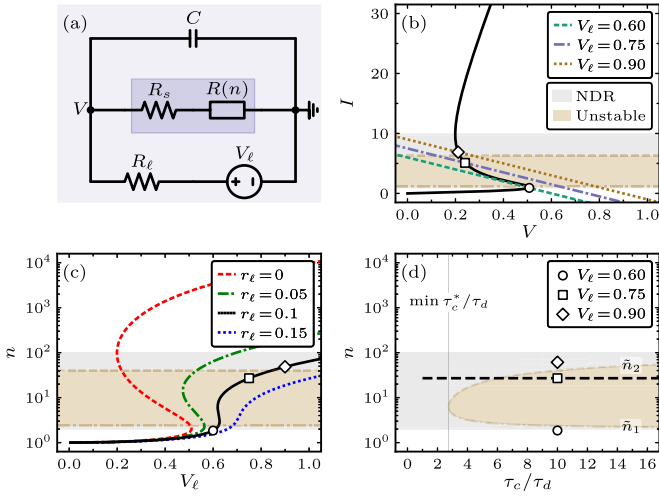 (a)
C
R_s
R(n)
V
R_ℓ
V_ℓ
(b)
V_ℓ=0.60
V_ℓ=0.75
V_ℓ=0.90
NDR
Unstable
I
30
20
10
0
0.0 0.2 0.4 0.6 0.8 1.0
V
(c)
r_ℓ=0
r_ℓ=0.05
r_ℓ=0.1
r_ℓ=0.15
n
10^4
10^3
10^2
10^1
10^0
0.0 0.2 0.4 0.6 0.8 1.0
V_ℓ
(d)
V_ℓ=0.60
V_ℓ=0.75
V_ℓ=0.90
min τ_c^*/τ_d
ñ_2
ñ_1
n
10^4
10^3
10^2
10^1
10^0
0 2 4 6 8 10 12 14 16
τ_c/τ_d